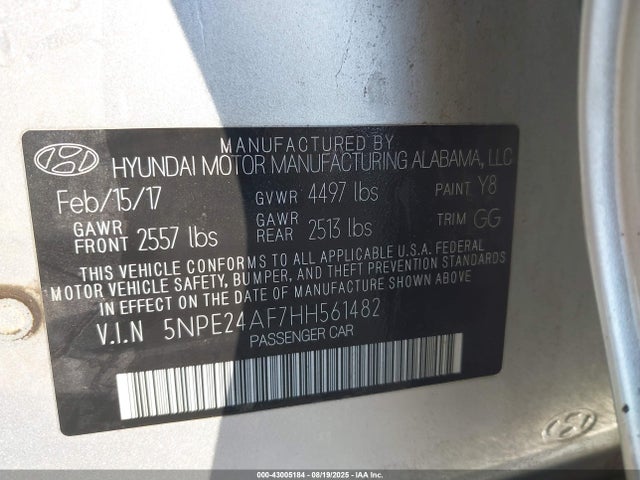 MANUFACTURED BY
HYUNDAI MOTOR MANUFACTURING ALABAMA, LLC
Feb/15/17 GVWR 4497 lbs PAINT Y8
GAWR FRONT 2557 lbs GAWR REAR 2513 lbs TRIM GG
THIS VEHICLE CONFORMS TO ALL APPLICABLE U.S.A. FEDERAL
MOTOR VEHICLE SAFETY, BUMPER, AND THEFT PREVENTION STANDARDS
IN EFFECT ON THE DATE OF MANUFACTURE SHOWN ABOVE.
V.I.N 5NPE24AF7HH561482
PASSENGER CAR
000-43005184 - 08/19/2025 - IAA Inc.